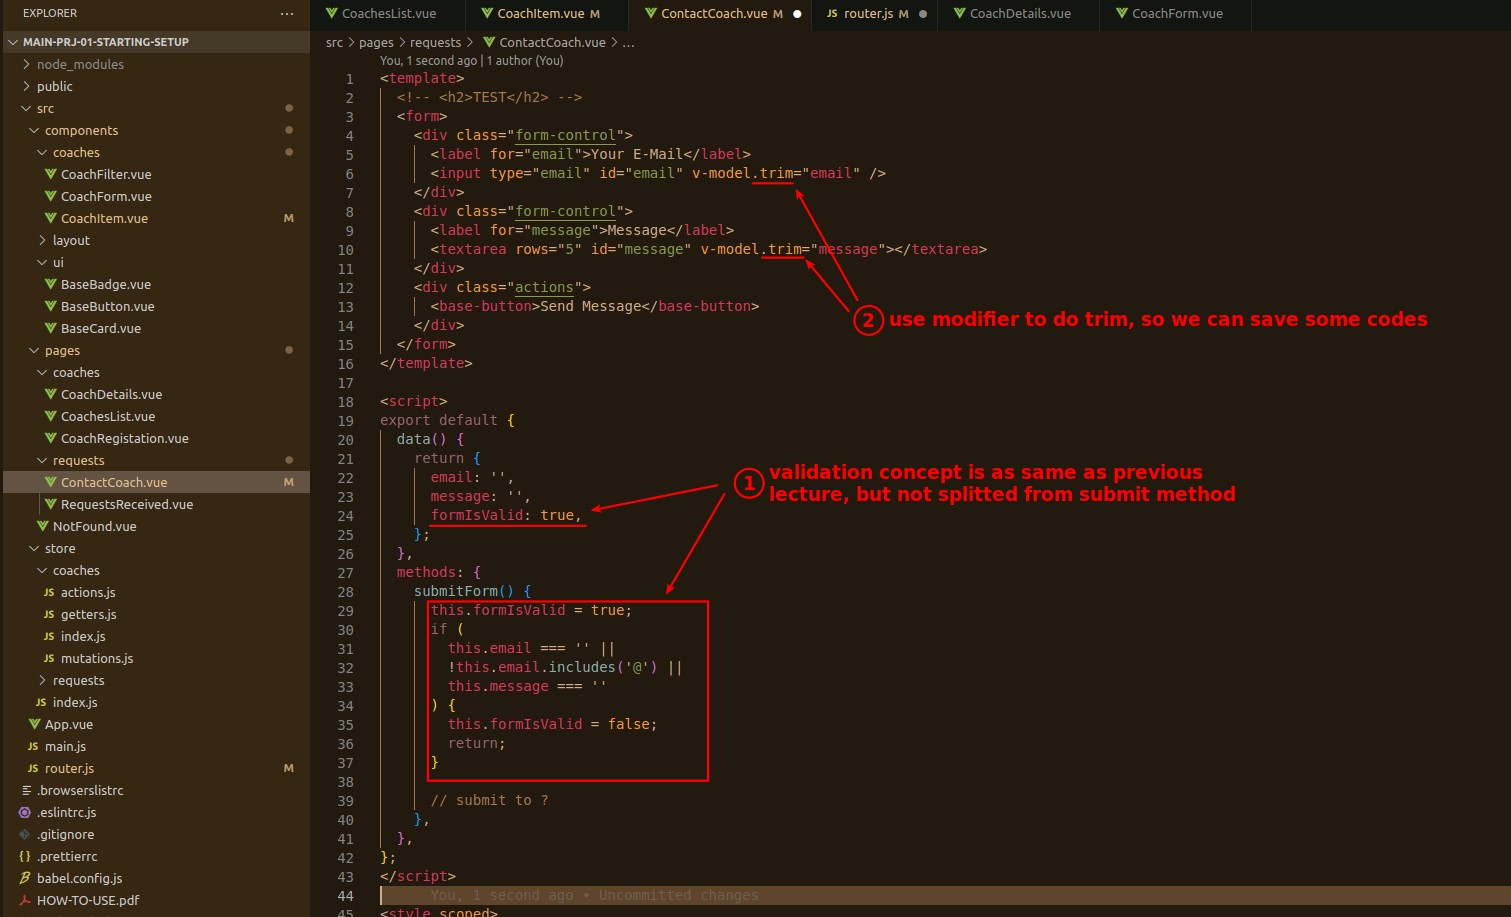 EXPLORER ···
MAIN-PRJ-01-STARTING-SETUP
node_modules
public
src
components
coaches
CoachFilter.vue
CoachForm.vue
CoachItem.vue M
layout
ui
BaseBadge.vue
BaseButton.vue
BaseCard.vue
pages
coaches
CoachDetails.vue
CoachesList.vue
CoachRegistation.vue
requests
ContactCoach.vue M
RequestsReceived.vue
NotFound.vue
store
coaches
JS actions.js
JS getters.js
JS index.js
JS mutations.js
requests
JS index.js
App.vue
JS main.js
JS router.js M
.browserslistrc
.eslintrc.js
.gitignore
{ } .prettierrc
babel.config.js
HOW-TO-USE.pdf
CoachesList.vue CoachItem.vue M ContactCoach.vue M ● JS router.js M ● CoachDetails.vue CoachForm.vue
src > pages > requests > ContactCoach.vue > ...
You, 1 second ago | 1 author (You)
1 <template>
2 <!-- <h2>TEST</h2> -->
3 <form>
4 <div class="form-control">
5 <label for="email">Your E-Mail</label>
6 <input type="email" id="email" v-model.trim="email" />
7 </div>
8 <div class="form-control">
9 <label for="message">Message</label>
10 <textarea rows="5" id="message" v-model.trim="message"></textarea>
11 </div>
12 <div class="actions">
13 <base-button>Send Message</base-button>
14 </div>
15 </form>
16 </template>
17
18 <script>
19 export default {
20 data() {
21 return {
22 email: '',
23 message: '',
24 formIsValid: true,
25 };
26 },
27 methods: {
28 submitForm() {
29 this.formIsValid = true;
30 if (
31 this.email === '' ||
32 !this.email.includes('@') ||
33 this.message === ''
34 ) {
35 this.formIsValid = false;
36 return;
37 }
38
39 // submit to ?
40 },
41 },
42 };
43 </script>
44 You, 1 second ago • Uncommitted changes
45 <style scoped>
2 use modifier to do trim, so we can save some codes
1 validation concept is as same as previous
lecture, but not splitted from submit method